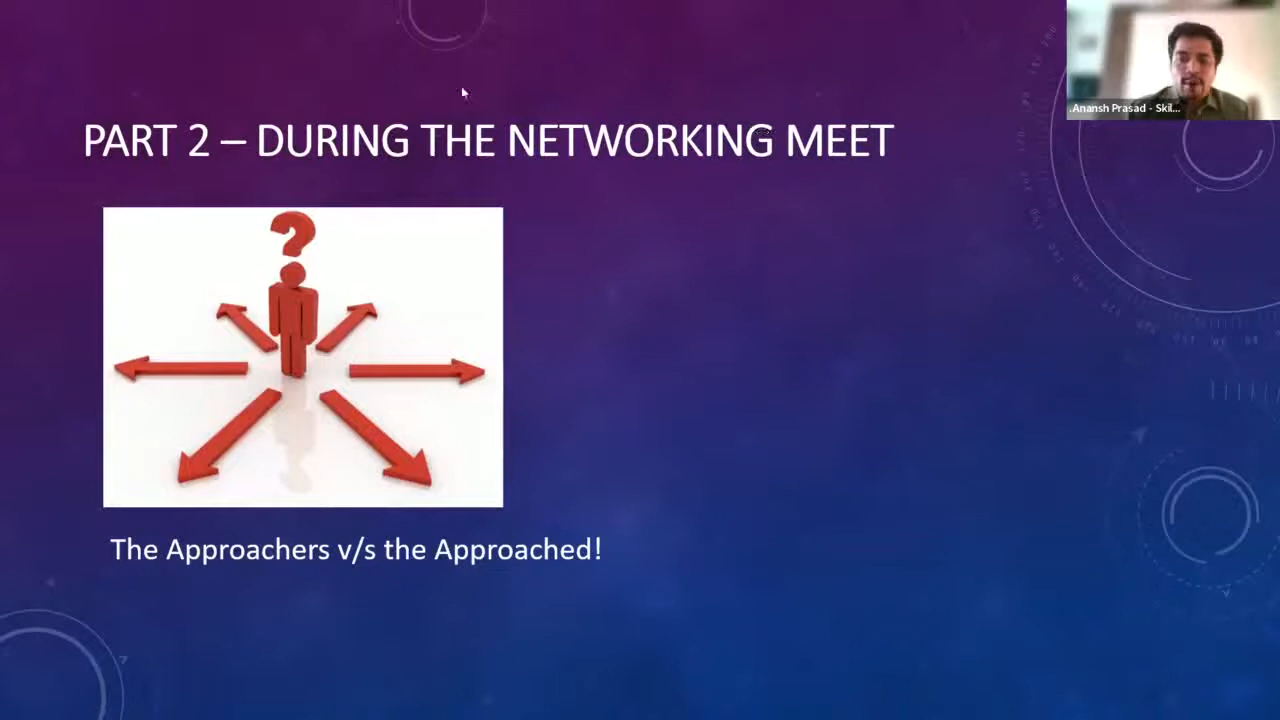 PART 2 – DURING THE NETWORKING MEET
.Anansh Prasad - Skil...
?
The Approachers v/s the Approached!